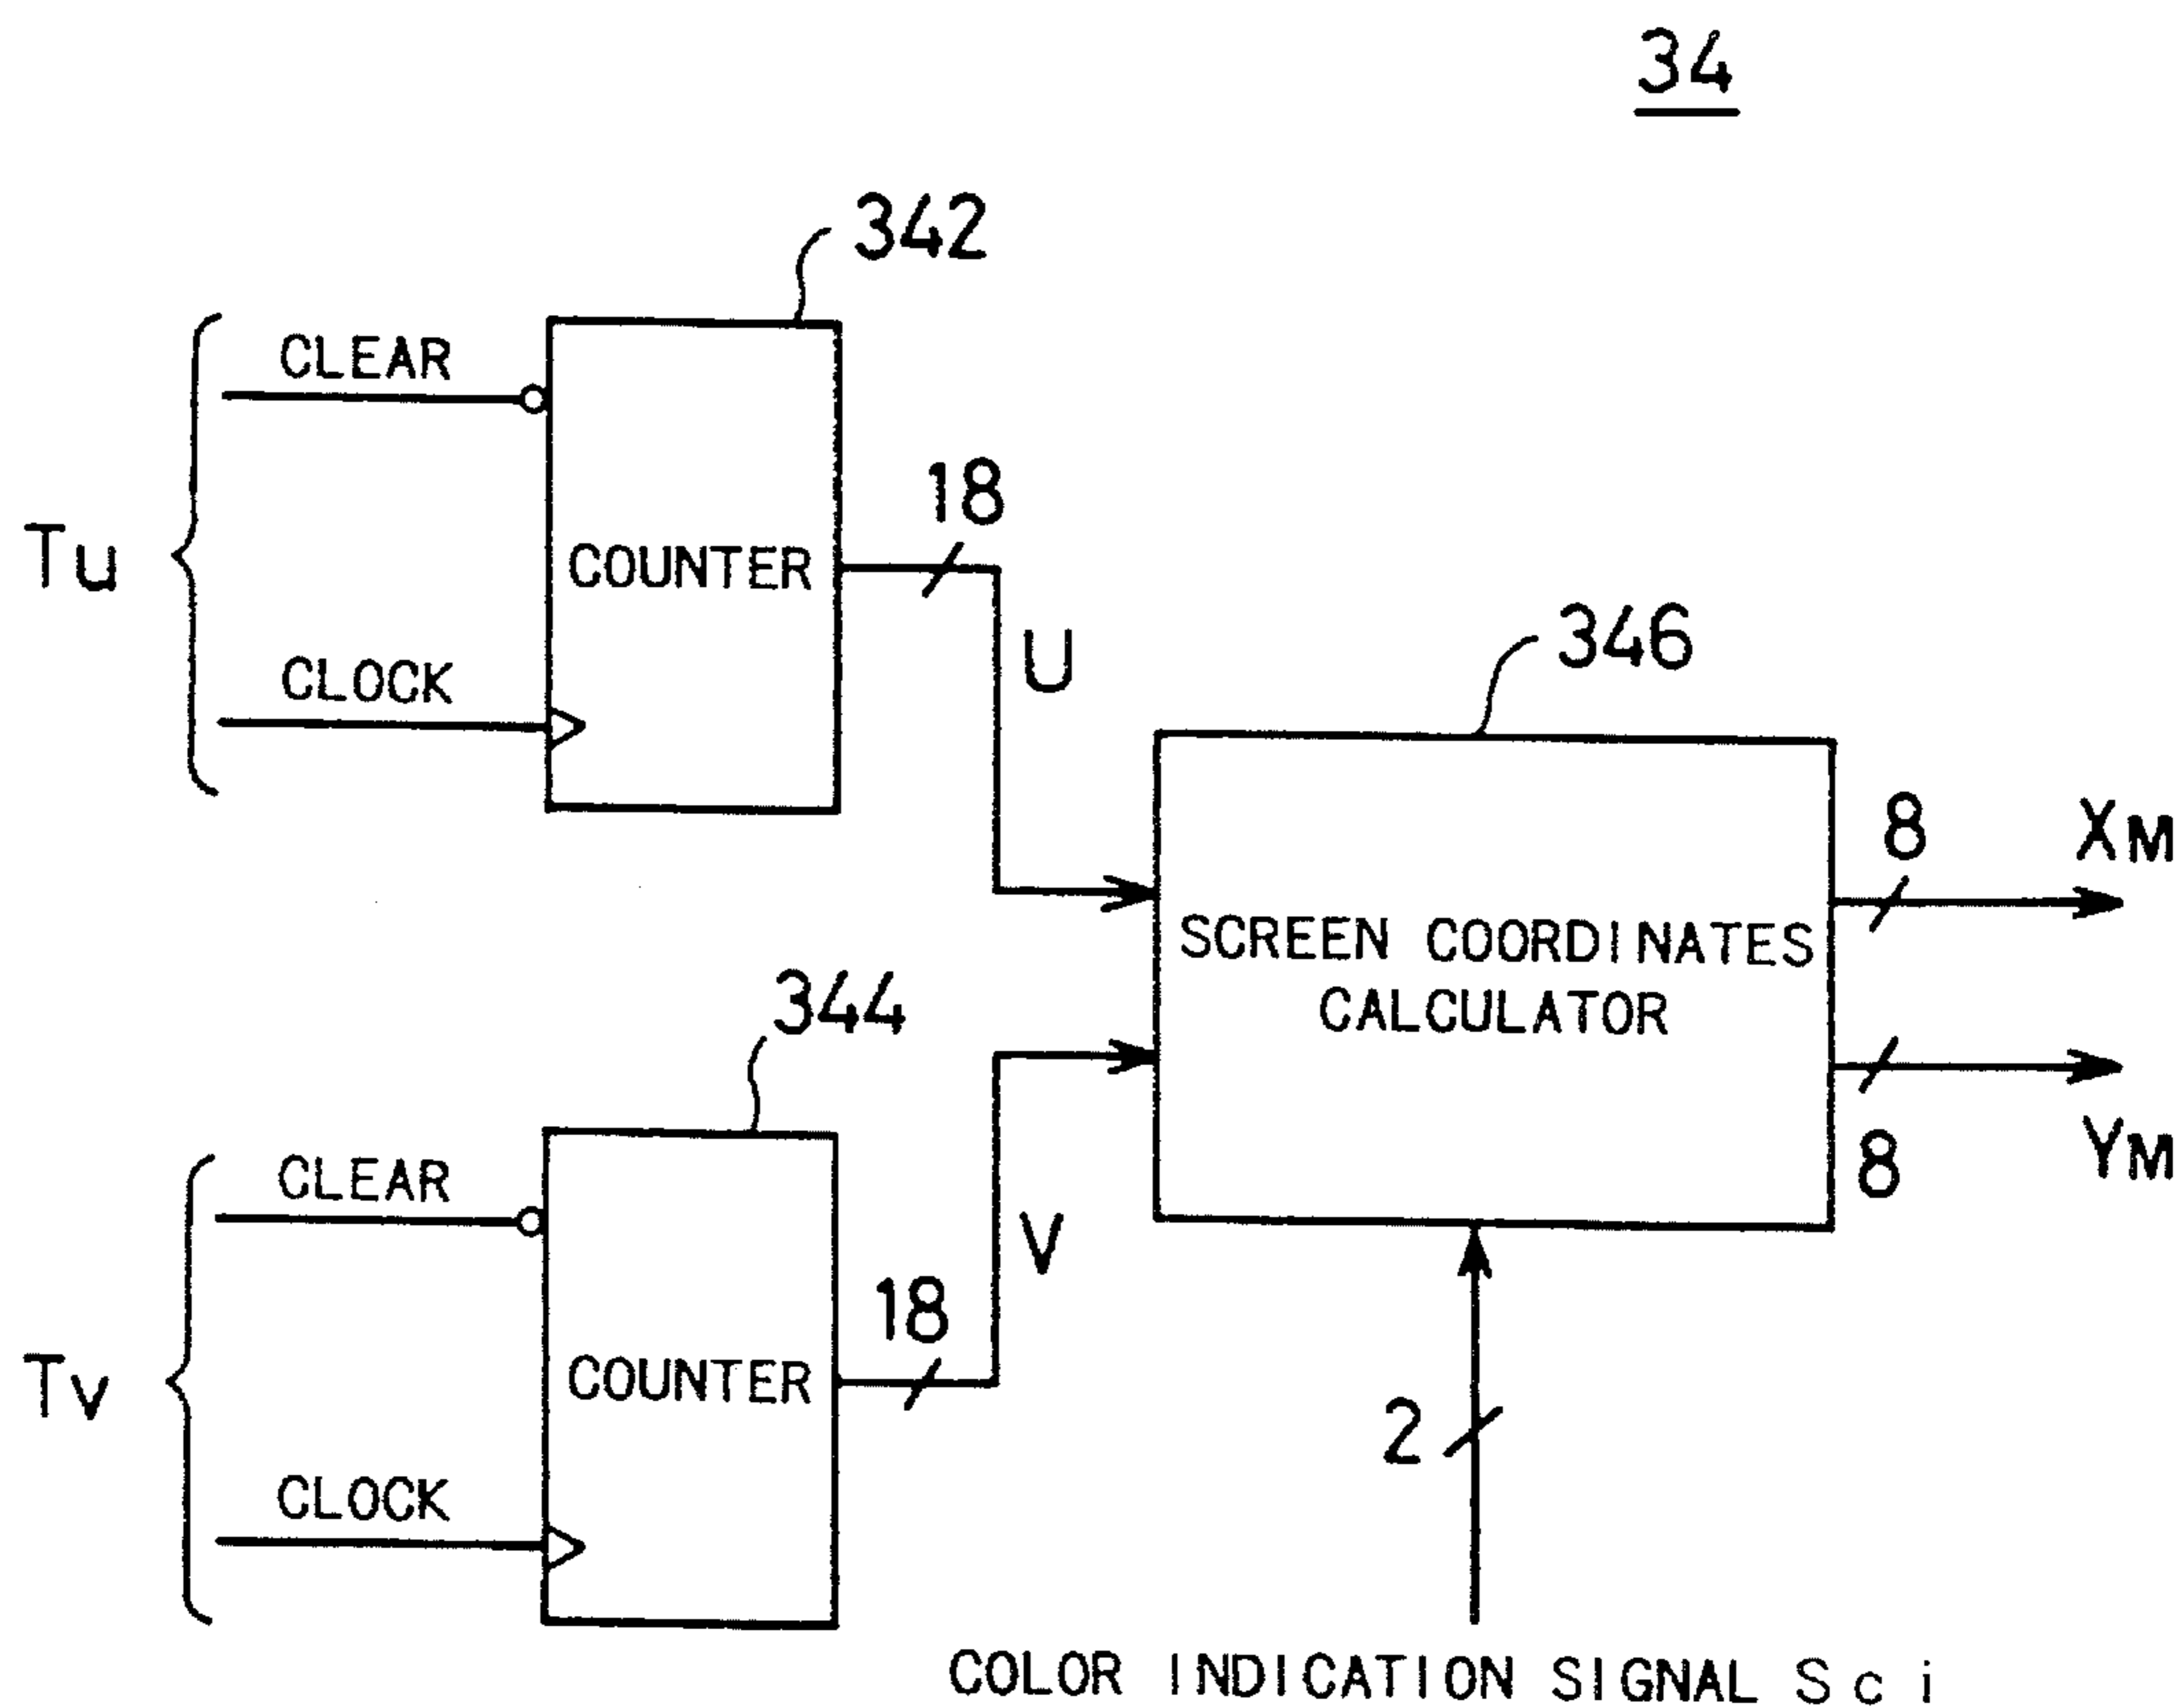 34
342
CLEAR
18
Tu
COUNTER
U
346
CLOCK
8
XM
SCREEN COORDINATES
CALCULATOR
344
YM
8
CLEAR
V
18
Tv
COUNTER
2
CLOCK
COLOR INDICATION SIGNAL Sci